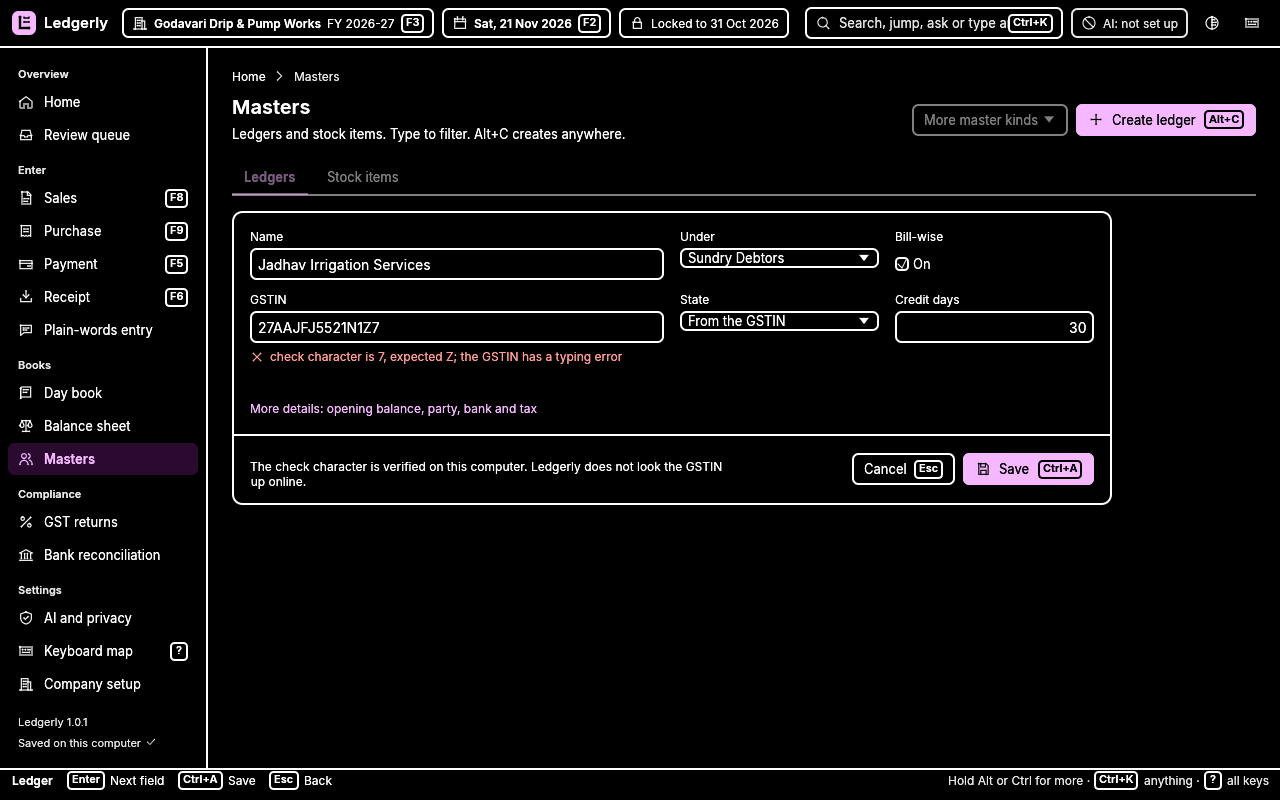 Ledgerly
Godavari Drip & Pump Works FY 2026-27 F3
Sat, 21 Nov 2026 F2
Locked to 31 Oct 2026
Search, jump, ask or type a Ctrl+K
AI: not set up
Overview
Home
Review queue
Enter
Sales F8
Purchase F9
Payment F5
Receipt F6
Plain-words entry
Books
Day book
Balance sheet
Masters
Compliance
GST returns
Bank reconciliation
Settings
AI and privacy
Keyboard map ?
Company setup
Ledgerly 1.0.1
Saved on this computer
Home Masters
Masters
Ledgers and stock items. Type to filter. Alt+C creates anywhere.
More master kinds
Create ledger Alt+C
Ledgers Stock items
Name Under Bill-wise
Jadhav Irrigation Services Sundry Debtors On
GSTIN State Credit days
27AAJFJ5521N1Z7 From the GSTIN 30
check character is 7, expected Z; the GSTIN has a typing error
More details: opening balance, party, bank and tax
The check character is verified on this computer. Ledgerly does not look the GSTIN
up online.
Cancel Esc Save Ctrl+A
Ledger Enter Next field Ctrl+A Save Esc Back
Hold Alt or Ctrl for more · Ctrl+K anything · ? all keys